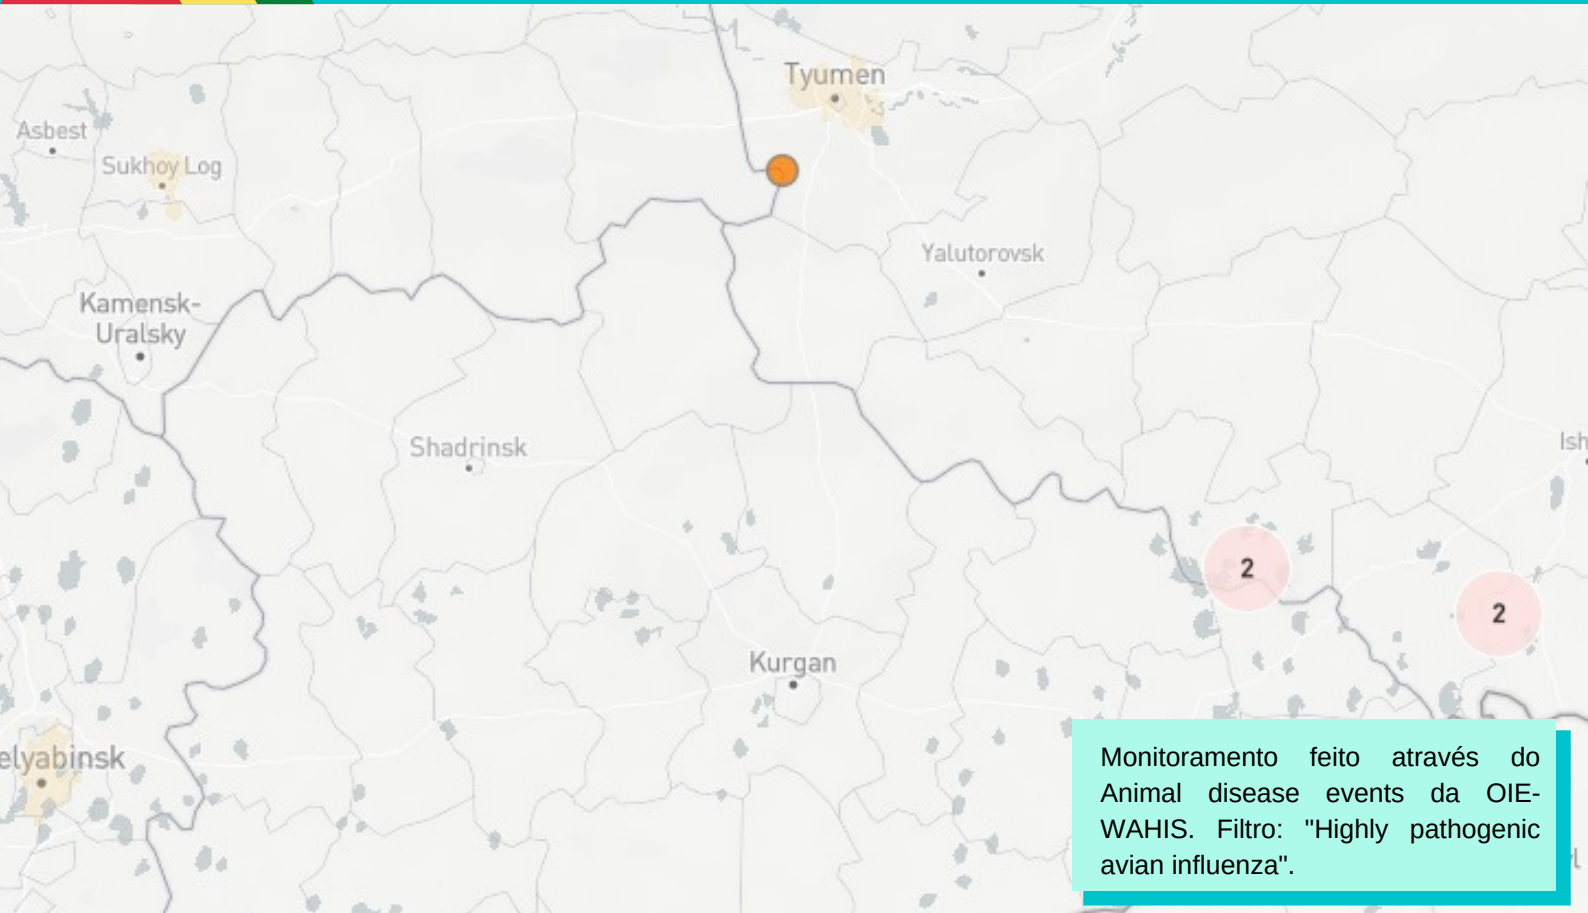 Tyumen
Asbest
Sukhoy Log
Yalutorovsk
Kamensk-
Uralsky
Shadrinsk
Ish
2
2
Kurgan
elyabinsk
Monitoramento feito através do
Animal disease events da OIE-
WAHIS. Filtro: "Highly pathogenic
avian influenza".